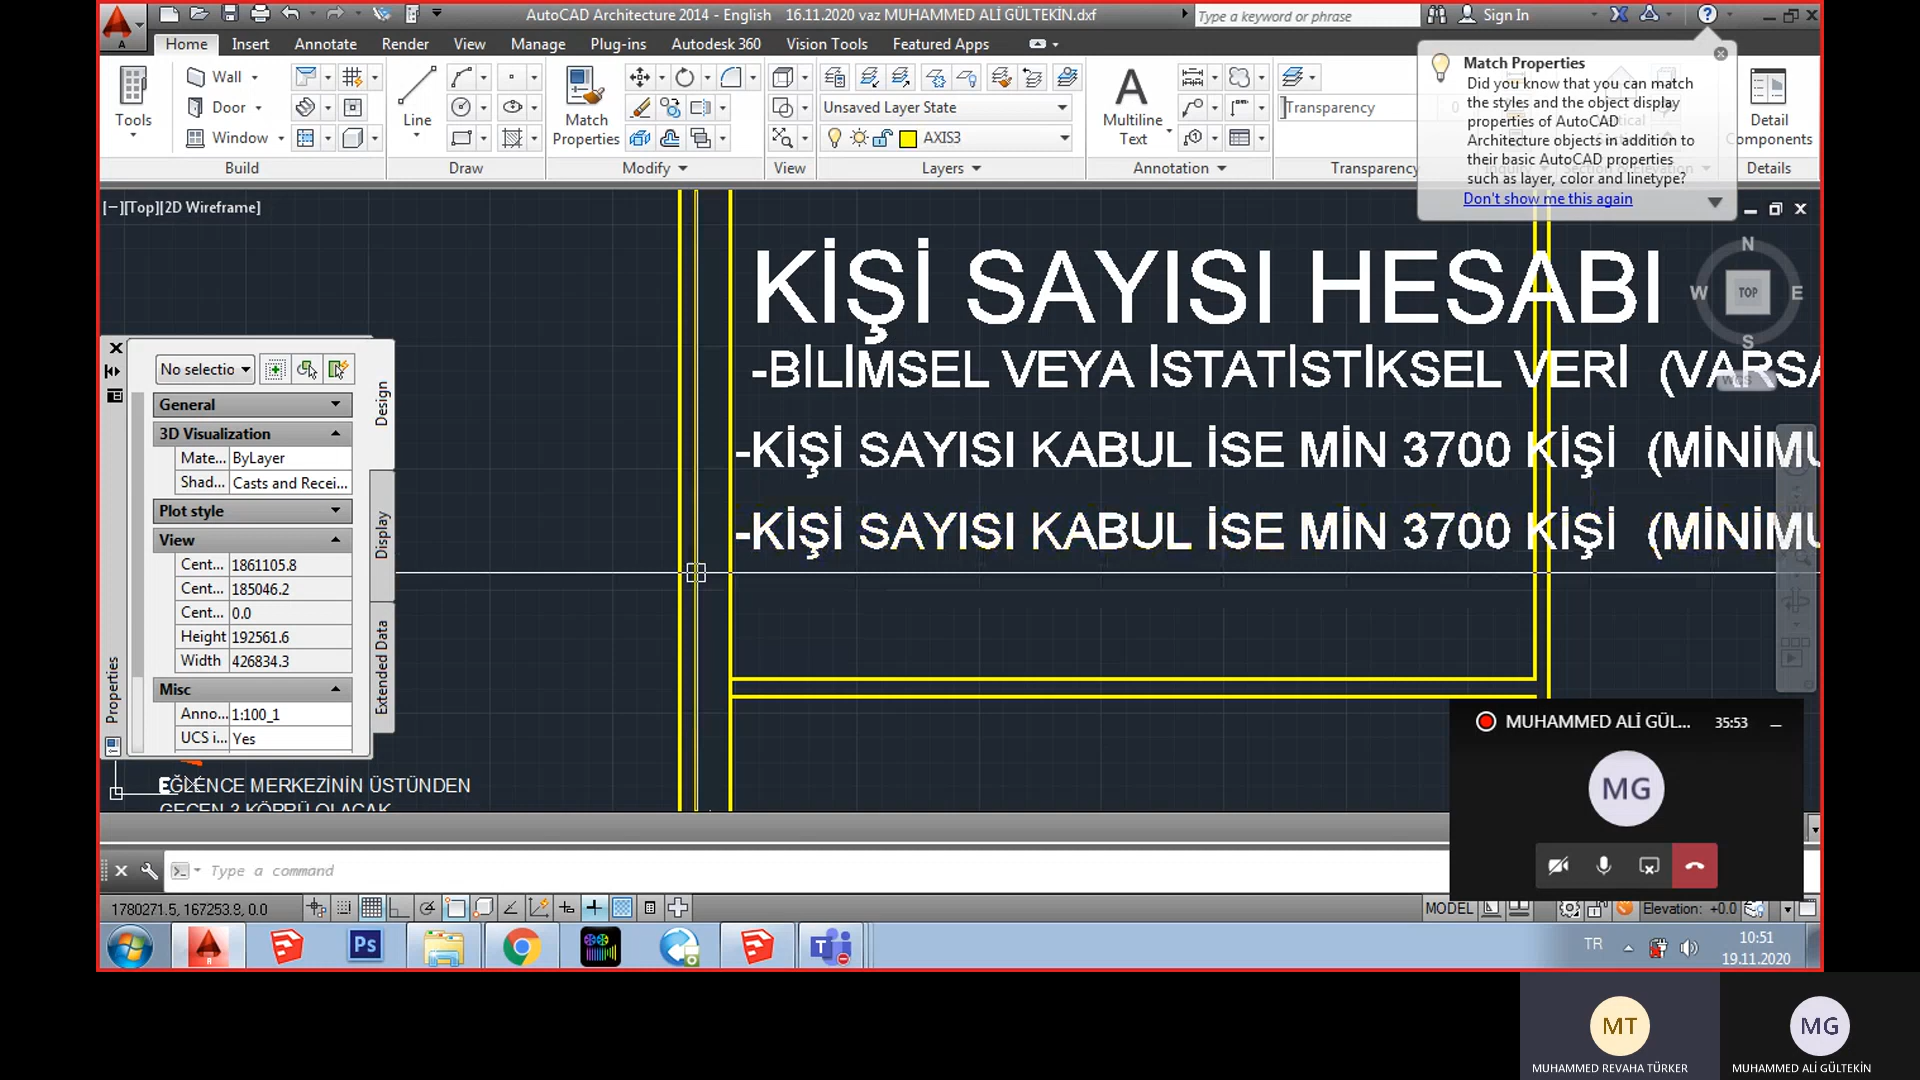 AutoCAD Architecture 2014 - English 16.11.2020 vaz MUHAMMED ALİ GÜLTEKİN.dxf
Type a keyword or phrase
Sign In
Home Insert Annotate Render View Manage Plug-ins Autodesk 360 Vision Tools Featured Apps
Tools
Wall
Door
Window
Build
Line
Draw
Match
Properties
Modify
View
Unsaved Layer State
AXIS3
Layers
Multiline
Text
Annotation
Transparency
Transparency
Detail
Components
Details
Match Properties
Did you know that you can match
the styles and the object display
properties of AutoCAD
Architecture objects in addition to
their basic AutoCAD properties
such as layer, color and linetype?
Don't show me this again
[−][Top][2D Wireframe]
KİŞİ SAYISI HESABI
-BİLİMSEL VEYA İSTATİSTİKSEL VERİ (VARSA
-KİŞİ SAYISI KABUL İSE MİN 3700 KİŞİ (MİNİMU
-KİŞİ SAYISI KABUL İSE MİN 3700 KİŞİ (MİNİMU
N
W TOP E
S
No selectio
General
3D Visualization
Mate... ByLayer
Shad... Casts and Recei...
Plot style
View
Cent... 1861105.8
Cent... 185046.2
Cent... 0.0
Height 192561.6
Width 426834.3
Misc
Anno... 1:100_1
UCS i... Yes
Design
Display
Extended Data
Properties
EĞLENCE MERKEZİNİN ÜSTÜNDEN
GEÇEN 3 KÖPRÜ OLACAK
Type a command
1780271.5, 167253.9, 0.0
MODEL
Elevation: +0.0
MUHAMMED ALİ GÜL... 35:53
MG
Ps
TR
10:51
19.11.2020
MT
MUHAMMED REVAHA TÜRKER
MG
MUHAMMED ALİ GÜLTEKİN